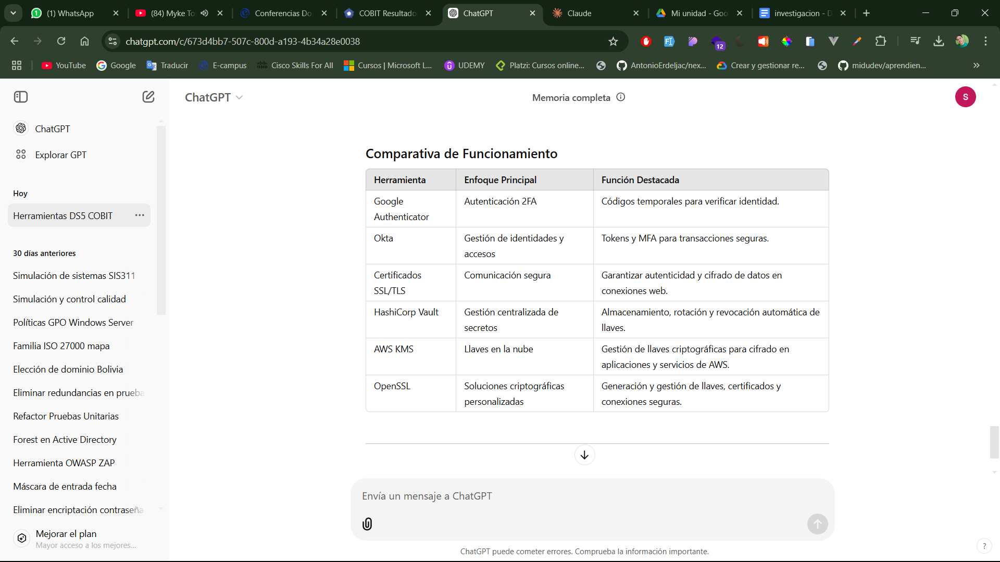 (1) WhatsApp
(84) Myke To
Conferencias Do
COBIT Resultado
ChatGPT
Claude
Mi unidad - Goo
investigacion - D
chatgpt.com/c/673d4bb7-507c-800d-a193-4b34a28e0038
12
YouTube
Google
Traducir
E-campus
Cisco Skills For All
Cursos | Microsoft L...
UDEMY
Platzi: Cursos online...
AntonioErdeljac/nex...
Crear y gestionar re...
midudev/aprendien...
ChatGPT
Memoria completa
S
ChatGPT
Explorar GPT
Hoy
Herramientas DS5 COBIT
30 días anteriores
Simulación de sistemas SIS311
Simulación y control calidad
Políticas GPO Windows Server
Familia ISO 27000 mapa
Elección de dominio Bolivia
Eliminar redundancias en prueba
Refactor Pruebas Unitarias
Forest en Active Directory
Herramienta OWASP ZAP
Máscara de entrada fecha
Eliminar encriptación contraseña
Mejorar el plan
Mayor acceso a los mejores...
Comparativa de Funcionamiento
Herramienta
Enfoque Principal
Función Destacada
Google
Authenticator
Autenticación 2FA
Códigos temporales para verificar identidad.
Okta
Gestión de identidades y
accesos
Tokens y MFA para transacciones seguras.
Certificados
SSL/TLS
Comunicación segura
Garantizar autenticidad y cifrado de datos en
conexiones web.
HashiCorp Vault
Gestión centralizada de
secretos
Almacenamiento, rotación y revocación automática de
llaves.
AWS KMS
Llaves en la nube
Gestión de llaves criptográficas para cifrado en
aplicaciones y servicios de AWS.
OpenSSL
Soluciones criptográficas
personalizadas
Generación y gestión de llaves, certificados y
conexiones seguras.
Envía un mensaje a ChatGPT
ChatGPT puede cometer errores. Comprueba la información importante.
?